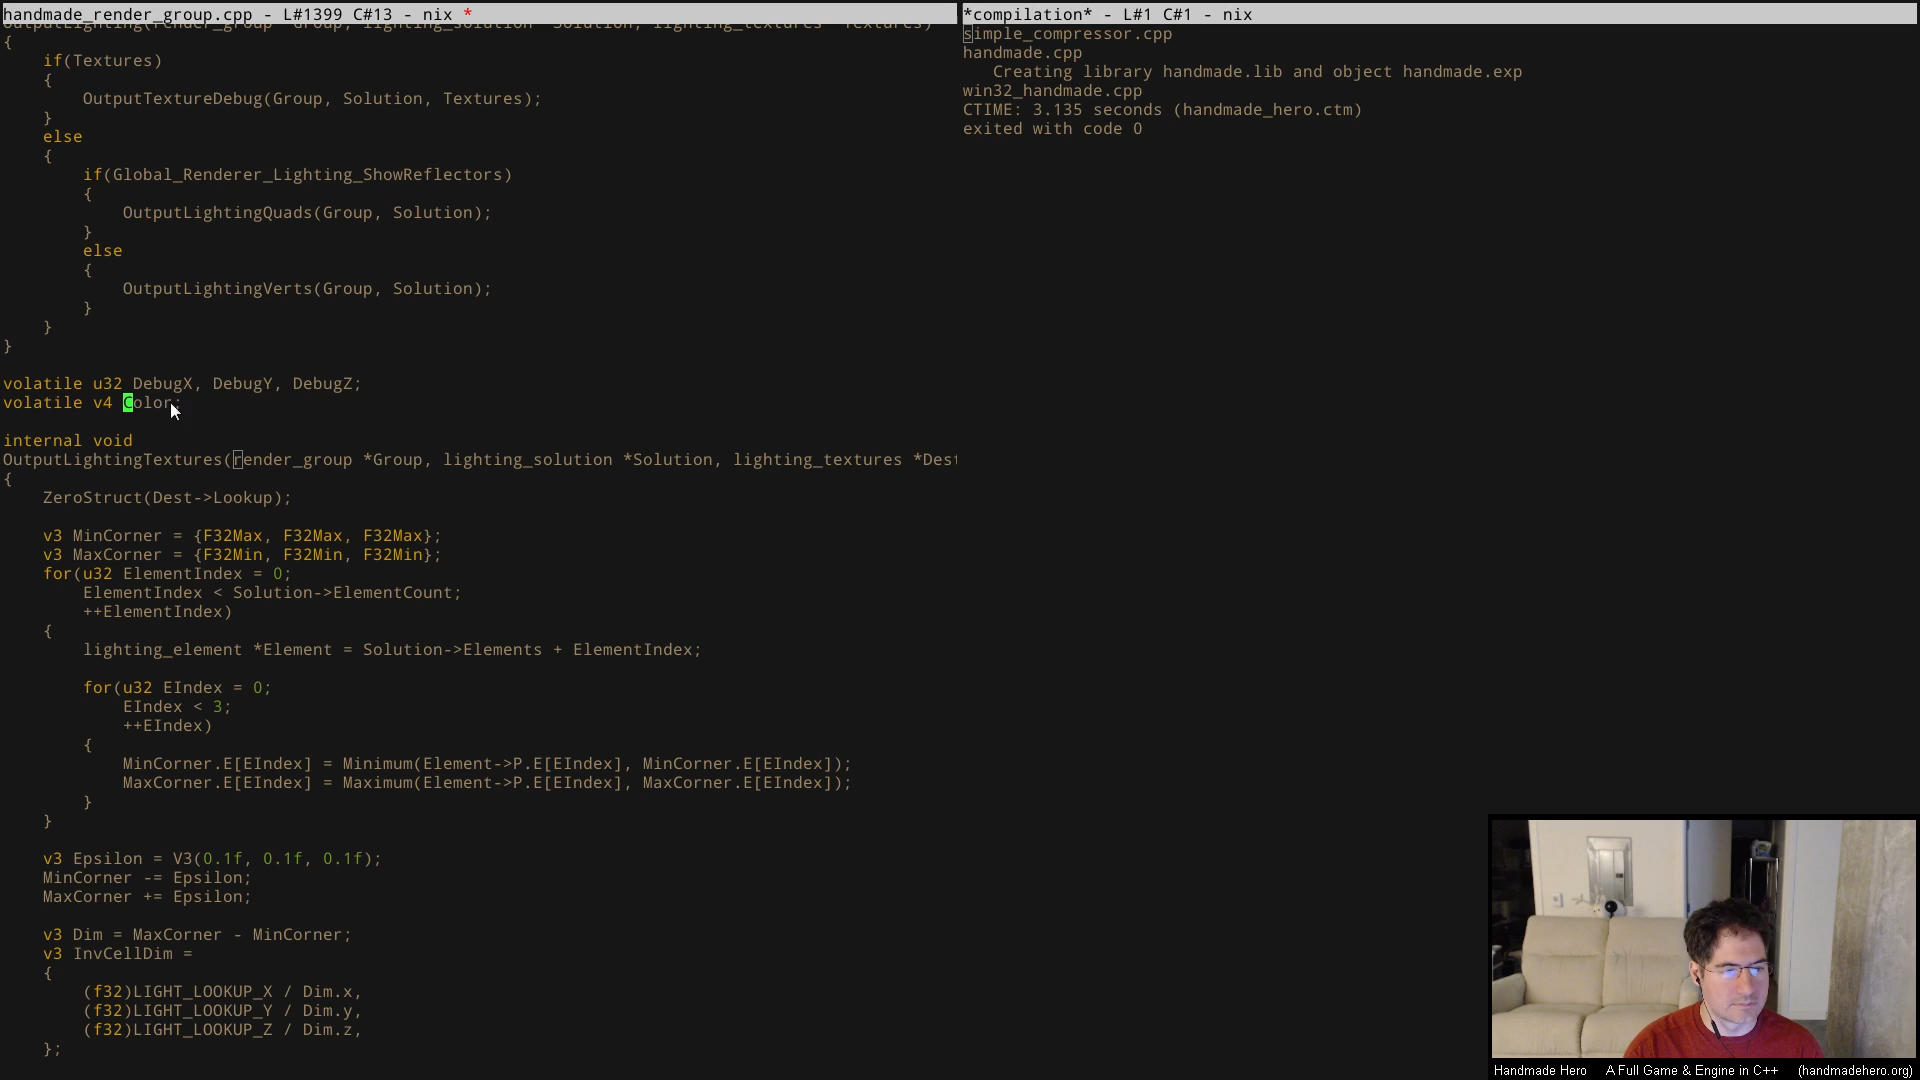 handmade_render_group.cpp - L#1399 C#13 - nix *
{
if(Textures)
{
OutputTextureDebug(Group, Solution, Textures);
}
else
{
if(Global_Renderer_Lighting_ShowReflectors)
{
OutputLightingQuads(Group, Solution);
}
else
{
OutputLightingVerts(Group, Solution);
}
}
}
volatile u32 DebugX, DebugY, DebugZ;
volatile v4 Color;
internal void
OutputLightingTextures(render_group *Group, lighting_solution *Solution, lighting_textures *Dest
{
ZeroStruct(Dest->Lookup);
v3 MinCorner = {F32Max, F32Max, F32Max};
v3 MaxCorner = {F32Min, F32Min, F32Min};
for(u32 ElementIndex = 0;
ElementIndex < Solution->ElementCount;
++ElementIndex)
{
lighting_element *Element = Solution->Elements + ElementIndex;
for(u32 EIndex = 0;
EIndex < 3;
++EIndex)
{
MinCorner.E[EIndex] = Minimum(Element->P.E[EIndex], MinCorner.E[EIndex]);
MaxCorner.E[EIndex] = Maximum(Element->P.E[EIndex], MaxCorner.E[EIndex]);
}
}
v3 Epsilon = V3(0.1f, 0.1f, 0.1f);
MinCorner -= Epsilon;
MaxCorner += Epsilon;
v3 Dim = MaxCorner - MinCorner;
v3 InvCellDim =
{
(f32)LIGHT_LOOKUP_X / Dim.x,
(f32)LIGHT_LOOKUP_Y / Dim.y,
(f32)LIGHT_LOOKUP_Z / Dim.z,
};
*compilation* - L#1 C#1 - nix
simple_compressor.cpp
handmade.cpp
Creating library handmade.lib and object handmade.exp
win32_handmade.cpp
CTIME: 3.135 seconds (handmade_hero.ctm)
exited with code 0
Handmade Hero A Full Game & Engine in C++ (handmadehero.org)